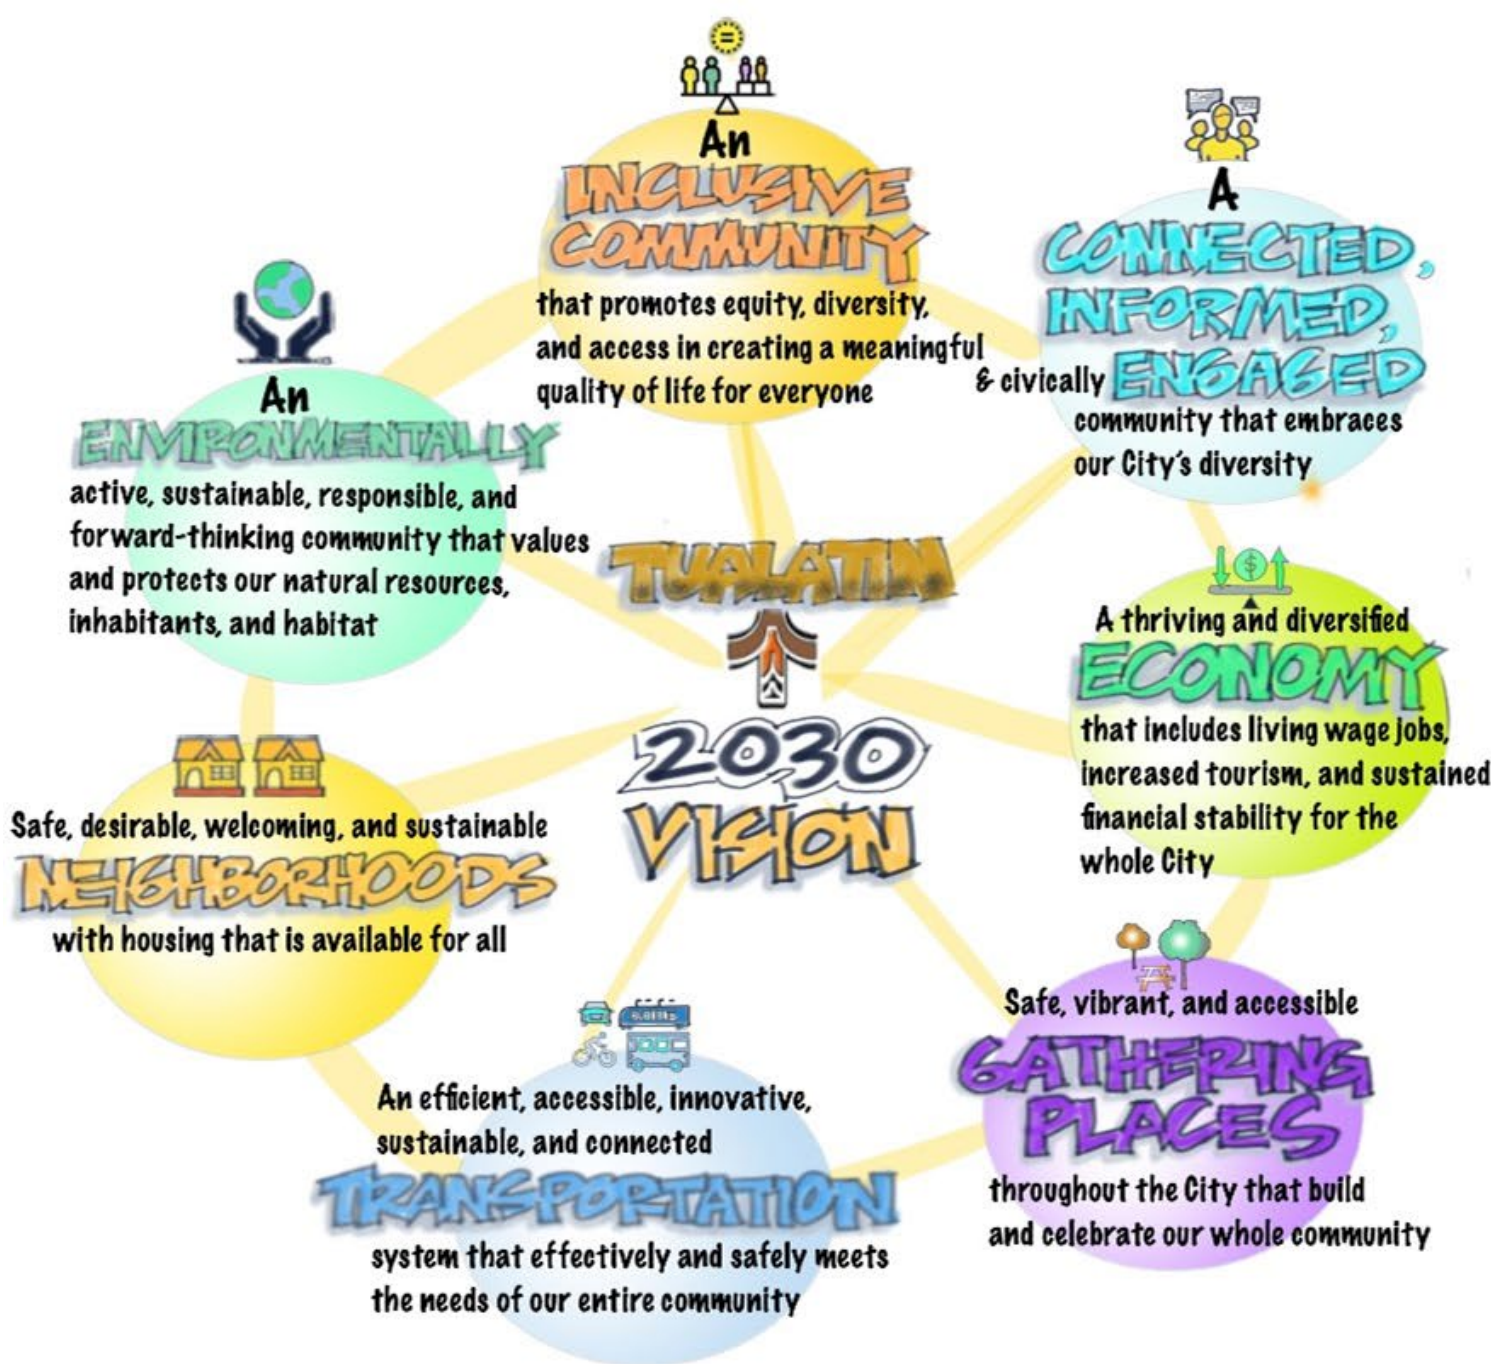 An
INCLUSIVE
COMMUNITY
that promotes equity, diversity,
and access in creating a meaningful
quality of life for everyone
A
CONNECTED,
INFORMED,
& civically ENGAGED
community that embraces
our City's diversity
An
ENVIRONMENTALLY
active, sustainable, responsible, and
forward-thinking community that values
and protects our natural resources,
inhabitants, and habitat
TUALATIN
2030
VISION
A thriving and diversified
ECONOMY
that includes living wage jobs,
increased tourism, and sustained
financial stability for the
whole City
Safe, desirable, welcoming, and sustainable
NEIGHBORHOODS
with housing that is available for all
Safe, vibrant, and accessible
GATHERING
PLACES
throughout the City that build
and celebrate our whole community
An efficient, accessible, innovative,
sustainable, and connected
TRANSPORTATION
system that effectively and safely meets
the needs of our entire community